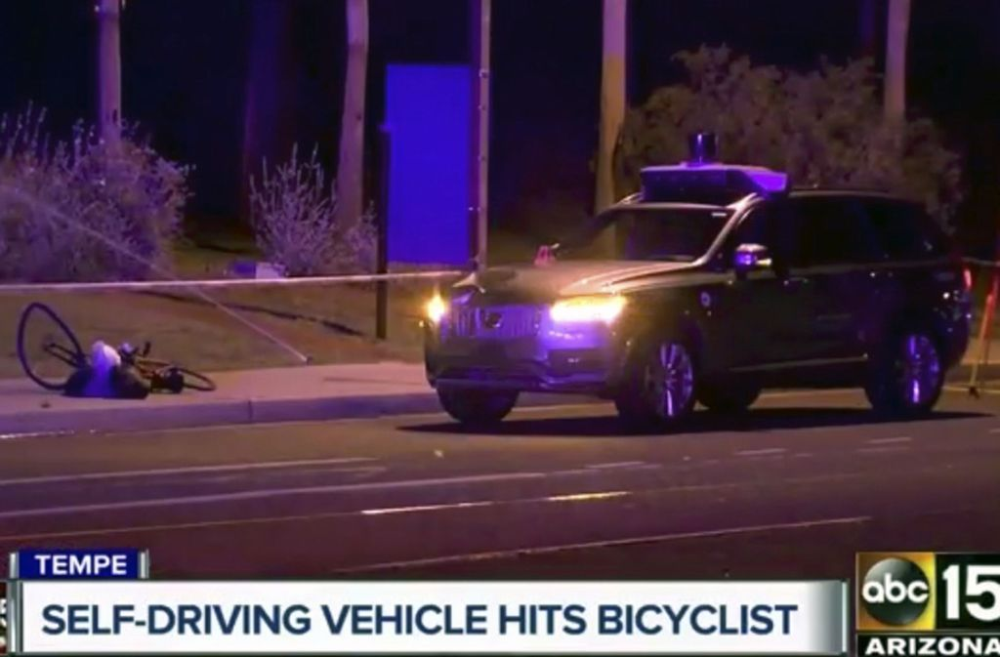 TEMPE
SELF-DRIVING VEHICLE HITS BICYCLIST
abc 15
ARIZONA